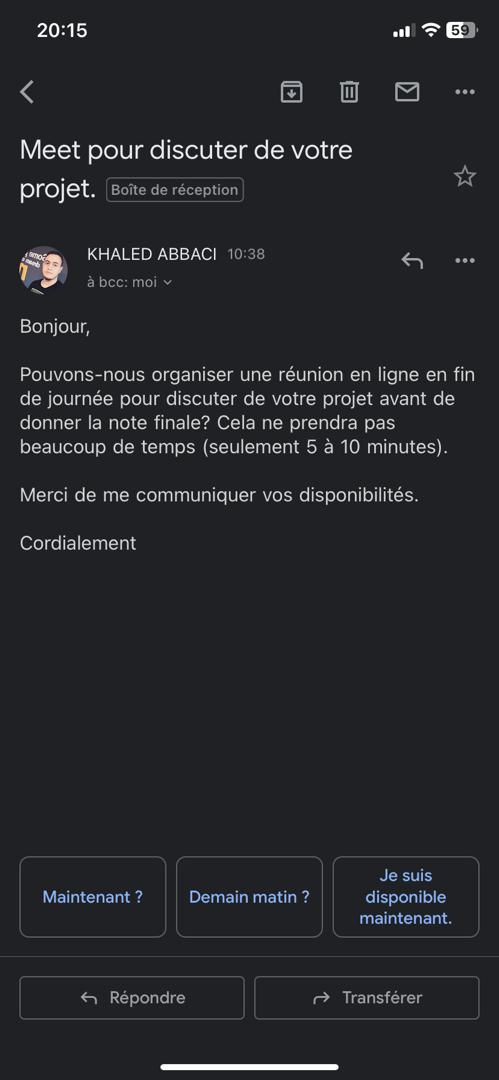 20:15
59
Meet pour discuter de votre
projet. Boîte de réception
KHALED ABBACI 10:38
à bcc: moi
Bonjour,
Pouvons-nous organiser une réunion en ligne en fin
de journée pour discuter de votre projet avant de
donner la note finale? Cela ne prendra pas
beaucoup de temps (seulement 5 à 10 minutes).
Merci de me communiquer vos disponibilités.
Cordialement
Maintenant ?
Demain matin ?
Je suis
disponible
maintenant.
Répondre
Transférer